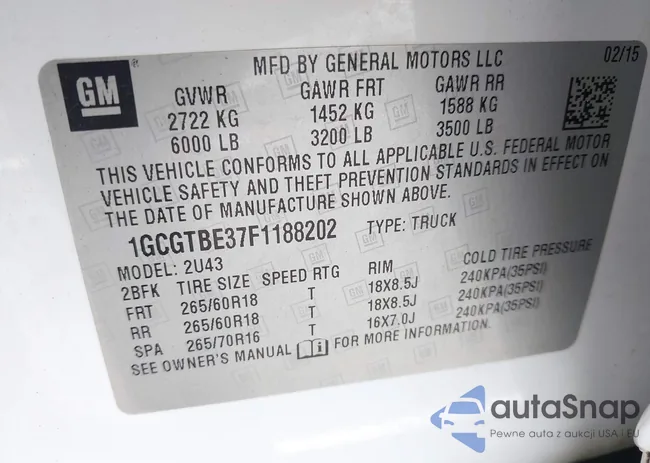 GM
MFD BY GENERAL MOTORS LLC
02/15
GVWR GAWR FRT GAWR RR
2722 KG 1452 KG 1588 KG
6000 LB 3200 LB 3500 LB
THIS VEHICLE CONFORMS TO ALL APPLICABLE U.S. FEDERAL MOTOR
VEHICLE SAFETY AND THEFT PREVENTION STANDARDS IN EFFECT ON
THE DATE OF MANUFACTURE SHOWN ABOVE.
1GCGTBE37F1188202 TYPE: TRUCK
MODEL: 2U43
2BFK TIRE SIZE SPEED RTG RIM COLD TIRE PRESSURE
FRT 265/60R18 T 18X8.5J 240KPA(35PSI)
RR 265/60R18 T 18X8.5J 240KPA(35PSI)
SPA 265/70R16 T 16X7.0J 240KPA(35PSI)
SEE OWNER'S MANUAL i FOR MORE INFORMATION.
autaSnap
Pewne auta z aukcji USA i EU